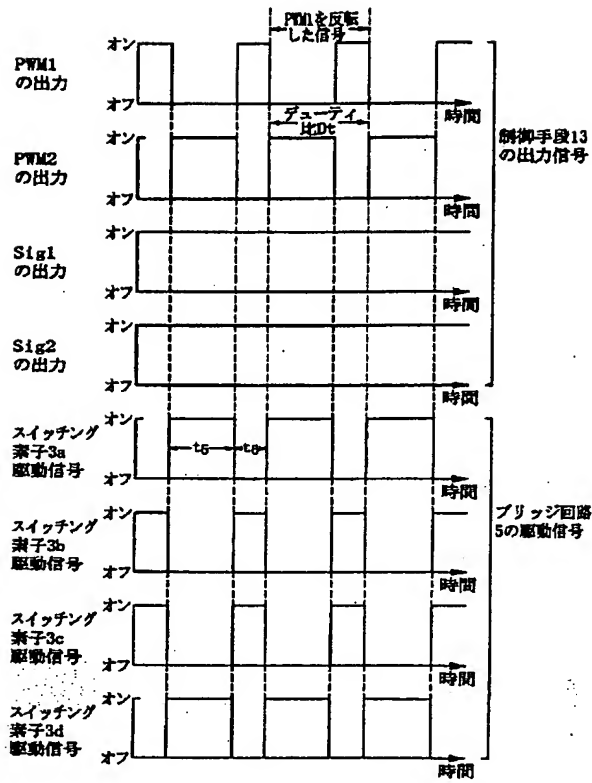 PWM1を反転
した信号
オン
PWM1
の出力
オフ
時間
デューティ
比Dt
オン
PWM2
の出力
オフ
時間
制御手段13
の出力信号
オン
Sig1
の出力
オフ
時間
オン
Sig2
の出力
オフ
時間
オン
スイッチング
素子3a
駆動信号
t5
t6
オフ
時間
オン
スイッチング
素子3b
駆動信号
オフ
時間
ブリッジ回路
5の駆動信号
オン
スイッチング
素子3c
駆動信号
オフ
時間
オン
スイッチング
素子3d
駆動信号
オフ
時間